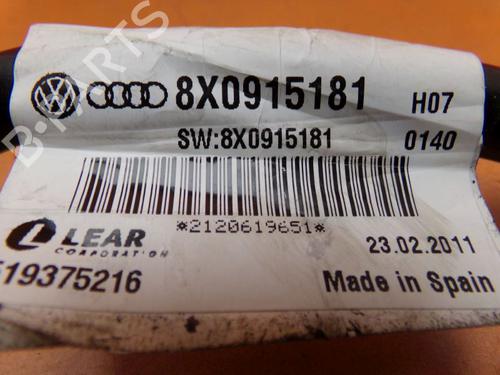 8X0915181 H07
SW:8X0915181 0140
*2120619651*
LEAR
CORPORATION
23.02.2011
519375216
Made in Spain
B-PARTS